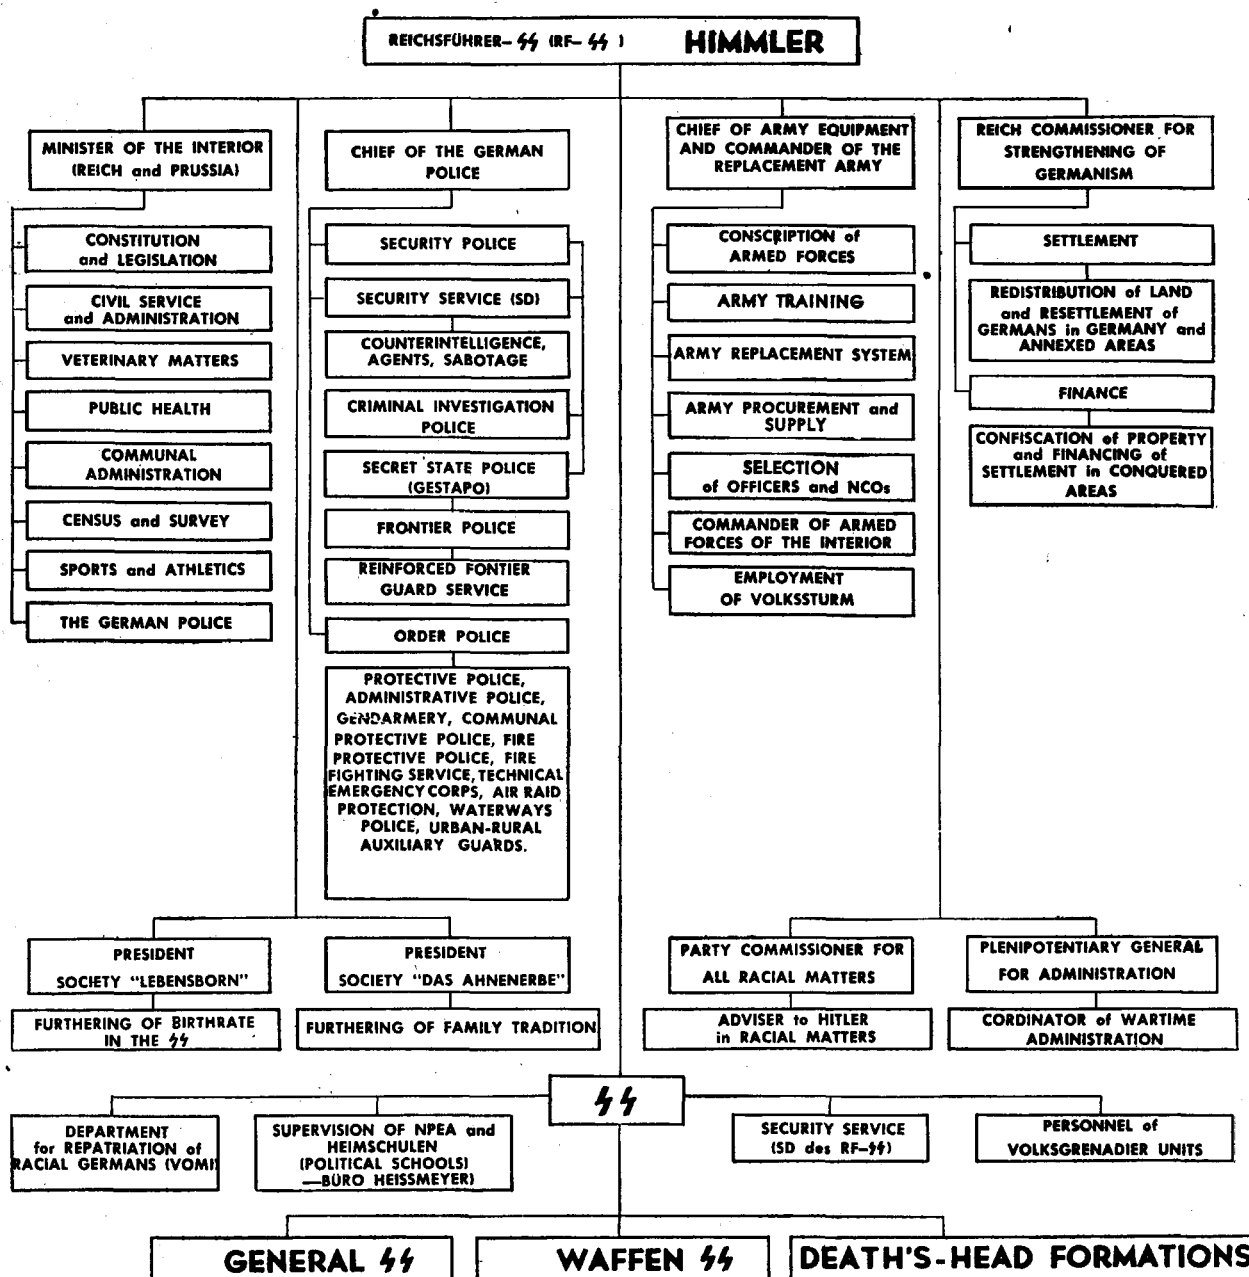 REICHSFÜHRER-ϟϟ (RF-ϟϟ) HIMMLER
MINISTER OF THE INTERIOR
(REICH and PRUSSIA)
CONSTITUTION
and LEGISLATION
CIVIL SERVICE
and ADMINISTRATION
VETERINARY MATTERS
PUBLIC HEALTH
COMMUNAL
ADMINISTRATION
CENSUS and SURVEY
SPORTS and ATHLETICS
THE GERMAN POLICE
CHIEF OF THE GERMAN
POLICE
SECURITY POLICE
SECURITY SERVICE (SD)
COUNTERINTELLIGENCE,
AGENTS, SABOTAGE
CRIMINAL INVESTIGATION
POLICE
SECRET STATE POLICE
(GESTAPO)
FRONTIER POLICE
REINFORCED FONTIER
GUARD SERVICE
ORDER POLICE
PROTECTIVE POLICE,
ADMINISTRATIVE POLICE,
GENDARMERY, COMMUNAL
PROTECTIVE POLICE, FIRE
PROTECTIVE POLICE, FIRE
FIGHTING SERVICE, TECHNICAL
EMERGENCY CORPS, AIR RAID
PROTECTION, WATERWAYS
POLICE, URBAN-RURAL
AUXILIARY GUARDS.
CHIEF OF ARMY EQUIPMENT
AND COMMANDER OF THE
REPLACEMENT ARMY
CONSCRIPTION of
ARMED FORCES
ARMY TRAINING
ARMY REPLACEMENT SYSTEM
ARMY PROCUREMENT and
SUPPLY
SELECTION
of OFFICERS and NCOs
COMMANDER OF ARMED
FORCES OF THE INTERIOR
EMPLOYMENT
OF VOLKSSTURM
REICH COMMISSIONER FOR
STRENGTHENING OF
GERMANISM
SETTLEMENT
REDISTRIBUTION of LAND
and RESETTLEMENT of
GERMANS in GERMANY and
ANNEXED AREAS
FINANCE
CONFISCATION of PROPERTY
and FINANCING of
SETTLEMENT in CONQUERED
AREAS
PRESIDENT
SOCIETY "LEBENSBORN"
FURTHERING OF BIRTHRATE
IN THE ϟϟ
PRESIDENT
SOCIETY "DAS AHNENERBE"
FURTHERING OF FAMILY TRADITION
PARTY COMMISSIONER FOR
ALL RACIAL MATTERS
ADVISER to HITLER
in RACIAL MATTERS
PLENIPOTENTIARY GENERAL
FOR ADMINISTRATION
CORDINATOR of WARTIME
ADMINISTRATION
ϟϟ
DEPARTMENT
for REPATRIATION of
RACIAL GERMANS (VOMI)
SUPERVISION OF NPEA and
HEIMSCHULEN
(POLITICAL SCHOOLS)
—BÜRO HEISSMEYER)
SECURITY SERVICE
(SD des RF-ϟϟ)
PERSONNEL of
VOLKSGRENADIER UNITS
GENERAL ϟϟ
WAFFEN ϟϟ
DEATH'S-HEAD FORMATIONS